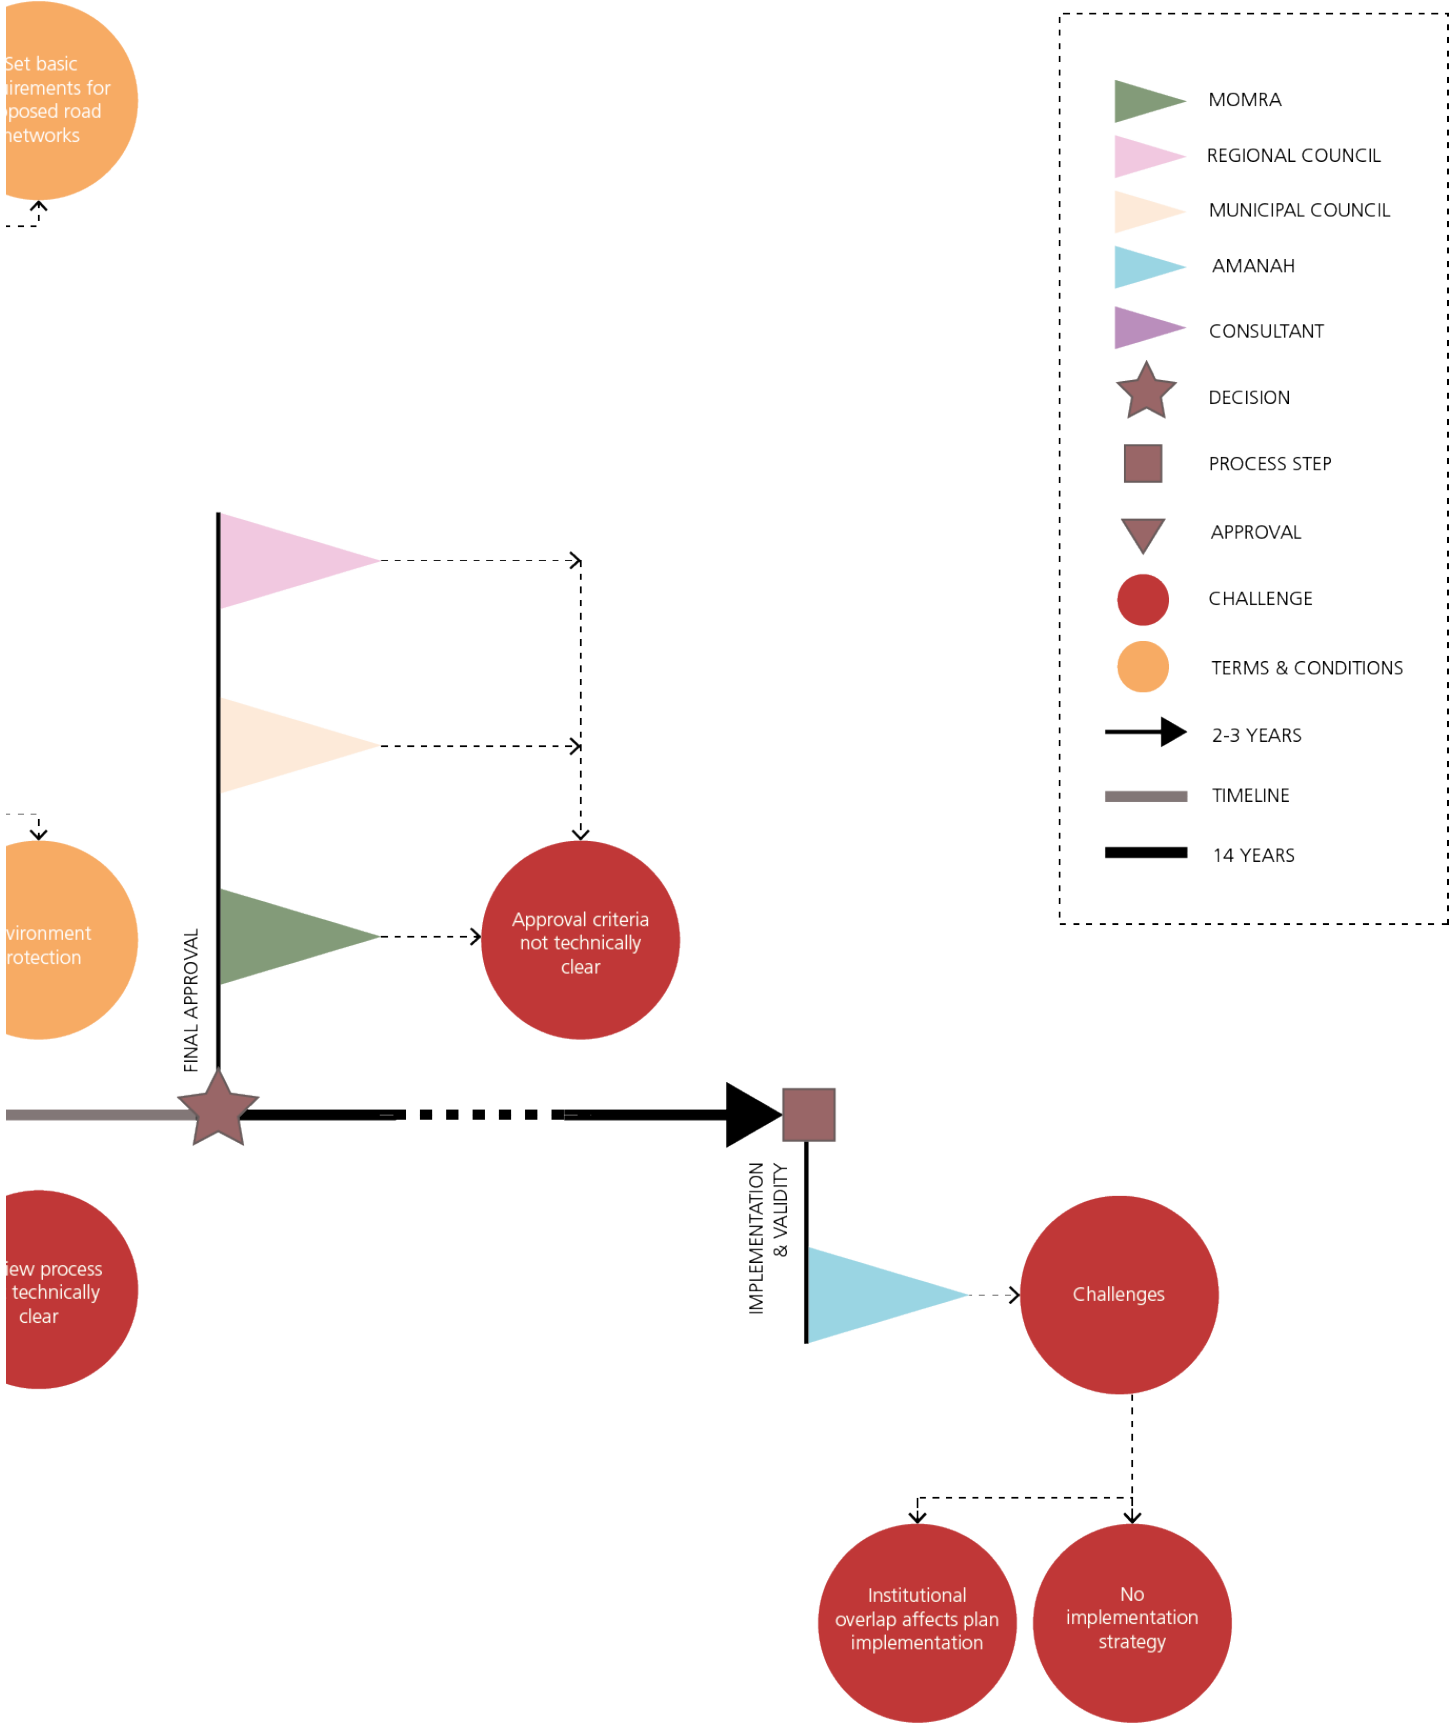 Set basic
irements for
posed road
networks
vironment
rotection
iew process
technically
clear
FINAL APPROVAL
Approval criteria
not technically
clear
IMPLEMENTATION
& VALIDITY
Challenges
Institutional
overlap affects plan
implementation
No
implementation
strategy
MOMRA
REGIONAL COUNCIL
MUNICIPAL COUNCIL
AMANAH
CONSULTANT
DECISION
PROCESS STEP
APPROVAL
CHALLENGE
TERMS & CONDITIONS
2-3 YEARS
TIMELINE
14 YEARS